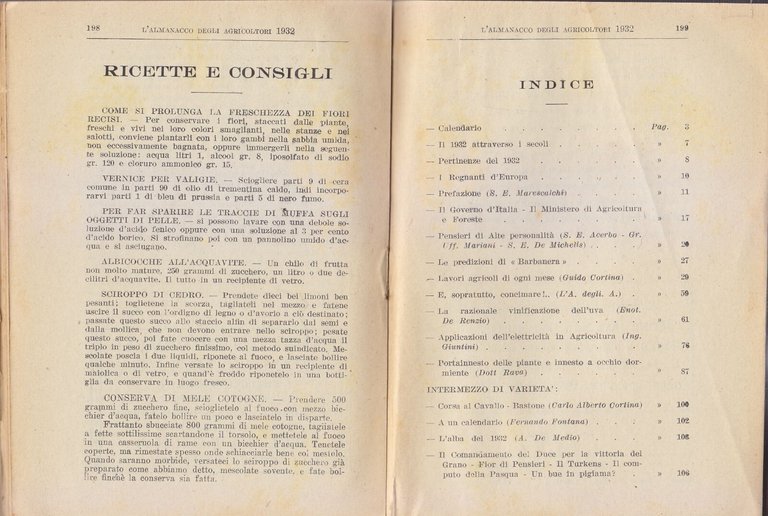 198 L'ALMANACCO DEGLI AGRICOLTORI 1932
RICETTE E CONSIGLI
COME SI PROLUNGA LA FRESCHEZZA DEI FIORI
RECISI. — Per conservare i fiori, staccati dalle piante,
freschi e vivi nei loro colori smaglianti, nelle stanze e nei
salotti, conviene piantarli con i loro gambi nella sabbia umida,
non eccessivamente bagnata, oppure immergerli nella seguen-
te soluzione: acqua litri 1, alcool gr. 8, iposolfato di sodio
gr. 120 e cloruro ammonico gr. 15.
VERNICE PER VALIGIE. — Sciogliere parti 9 di cera
comune in parti 90 di olio di trementina caldo, indi incorpo-
rarvi parti 1 di bleu di prussia e parti 5 di nero fumo.
PER FAR SPARIRE LE TRACCIE DI MUFFA SUGLI
OGGETTI DI PELLE. — si possono lavare con una debole so-
luzione d'acido fenico oppure con una soluzione al 3 per cento
d'acido borico. Si strofinano poi con un pannolino umido d'ac-
qua e si asciugano.
ALBICOCCHE ALL'ACQUAVITE. — Un chilo di frutta
non molto mature, 250 grammi di zucchero, un litro o due de-
cilitri d'acquavite. Il tutto in un recipiente di vetro.
SCIROPPO DI CEDRO. — Prendete dieci bei limoni ben
pesanti; toglietene la scorza, tagliateli nel mezzo e fatene
uscire il succo con l'ordigno di legno o d'avorio a ciò destinato;
passate questo succo allo staccio affin di separarlo dai semi e
dalla mollica, che non devono entrare nello sciroppo; pesate
questo succo, poi fate cuocere con una mezza tazza d'acqua il
triplo in peso di zucchero finissimo, col metodo suindicato. Me-
scolate poscia i due liquidi, riponete al fuoco, e lasciate bollire
qualche minuto. Infine versate lo sciroppo in un recipiente di
maiolica o di vetro, e quand'è freddo riponetelo in una botti-
glia da conservare in luogo fresco.
CONSERVA DI MELE COTOGNE. — Prendere 500
grammi di zucchero fine, scioglietelo al fuoco con mezzo bic-
chier d'acqua, fatelo bollire un poco e lasciatelo in disparte.
Frattanto sbucciate 800 grammi di mele cotogne, tagliatele
a fette sottilissime scartandone il torsolo, e mettetele al fuoco
in una casseruola di rame con un bicchier d'acqua. Tenetele
coperte, ma rimestate spesso onde schiacciarle bene col mestolo.
Quando saranno morbide, versateci lo sciroppo di zucchero già
preparato come abbiamo detto, mescolate sovente, e fate bol-
lire finchè la conserva sia fatta.
L'ALMANACCO DEGLI AGRICOLTORI 1932 199
INDICE
— Calendario . . . . . Pag. 3
— Il 1932 attraverso i secoli . . . . » 7
— Pertinenze del 1932 . . . . . » 8
— I Regnanti d'Europa . . . . . » 10
— Prefazione (S. E. Marescalchi) . . . . » 11
— Il Governo d'Italia - Il Ministero di Agricoltura
e Foreste . . . . . . » 17
— Pensieri di Alte personalità (S. E. Acerbo - Gr.
Uff. Mariani - S. E. De Michelis) . . . » 20
— Le predizioni di « Barbanera » . . . . » 27
— Lavori agricoli di ogni mese (Guido Cortina) . » 29
— E, sopratutto, concimare!.. (L'A. degli. A.) . . » 59
— La razionale vinificazione dell'uva (Enot.
De Renzio) . . . . . . » 61
— Applicazioni dell'elettricità in Agricoltura (Ing.
Giuntini) . . . . . . » 76
— Portainnesto delle piante e innesto a occhio dor-
miente (Dott Rava) . . . . . » 87
INTERMEZZO DI VARIETA':
— Corsa al Cavallo - Bastone (Carlo Alberto Cortina) » 100
— A un calendario (Fernando Fontana) . . » 102
— L'alba del 1932 (A. De Medio) . . . » 103
— Il Comandamento del Duce per la vittoria del
Grano - Fior di Pensieri - Il Turkens - Il com-
puto della Pasqua - Un bue in pigiama? . » 106